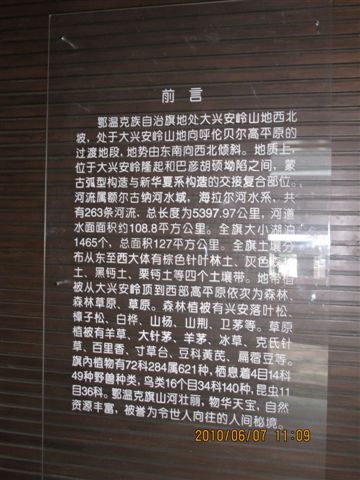 前言
鄂温克族自治旗地处大兴安岭山地西北
坡，处于大兴安岭山地向呼伦贝尔高平原的
过渡地段，地势由东南向西北倾斜。地质上，
位于大兴安岭隆起和巴彦胡硕坳陷之间，蒙
古弧型构造与新华夏系构造的交接复合部位。
河流属额尔古纳河水域，海拉尔河水系，共
有263条河流，总长度为5397.97公里，河道
水面面积约108.8平方公里。全旗大小湖泊
1465个，总面积127平方公里。全旗土壤分
布从东至西大体有棕色针叶林土、灰色森林
土、黑钙土、栗钙土等四个土壤带。地带植
被从大兴安岭顶到西部高平原依次为森林、
森林草原、草原。森林植被有兴安落叶松、
樟子松、白桦、山杨、山荆、卫茅等。草原
植被有羊草、大针茅、羊茅、冰草、克氏针
茅、百里香、寸草台、豆科黄芪、扁蓿豆等。
旗内植物有72科284属621种，栖息着4目14科
49种野兽种类，鸟类16个目34科140种，昆虫11
目36科。鄂温克旗山河壮丽，物华天宝，自然
资源丰富，被誉为令世人向往的人间秘境。
2010/06/07 11:09